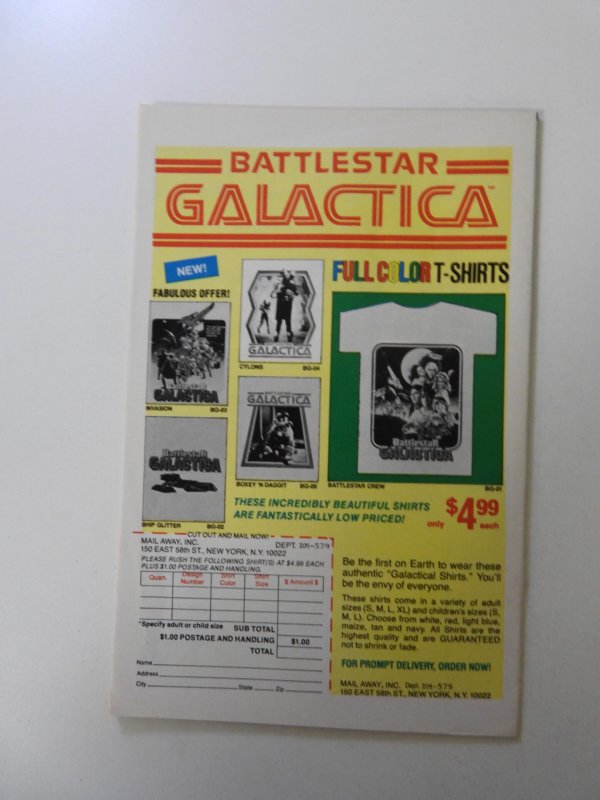 BATTLESTAR
GALACTICA™
NEW!
FABULOUS OFFER!
FULL COLOR T-SHIRTS
GALACTICA
CYLONS BG-24
Battlestar
GALACTICA
INVASION BG-23
GALACTICA
BOXEY 'N DAGGIT BG-25
Battlestar
GALACTICA
SHIP GLITTER BG-22
Battlestar
GALACTICA
BATTLESTAR CREW BG-21
THESE INCREDIBLY BEAUTIFUL SHIRTS
ARE FANTASTICALLY LOW PRICED!
only $4.99 each
CUT OUT AND MAIL NOW!
MAIL AWAY, INC. DEPT. BM-579
150 EAST 58th ST., NEW YORK, N.Y. 10022
PLEASE RUSH THE FOLLOWING SHIRT(S) AT $4.99 EACH
PLUS $1.00 POSTAGE AND HANDLING.
Quan. Design Number Shirt Color Shirt Size $ Amount $
*Specify adult or child size SUB TOTAL
$1.00 POSTAGE AND HANDLING $1.00
TOTAL
Name
Address
City State Zip
Be the first on Earth to wear these
authentic "Galactical Shirts." You'll
be the envy of everyone.
These shirts come in a variety of adult
sizes (S, M, L, XL) and children's sizes (S,
M, L). Choose from white, red, light blue,
maize, tan and navy. All Shirts are the
highest quality and are GUARANTEED
not to shrink or fade.
FOR PROMPT DELIVERY, ORDER NOW!
MAIL AWAY, INC. Dept. BM-579
150 EAST 58th ST., NEW YORK, N.Y. 10022